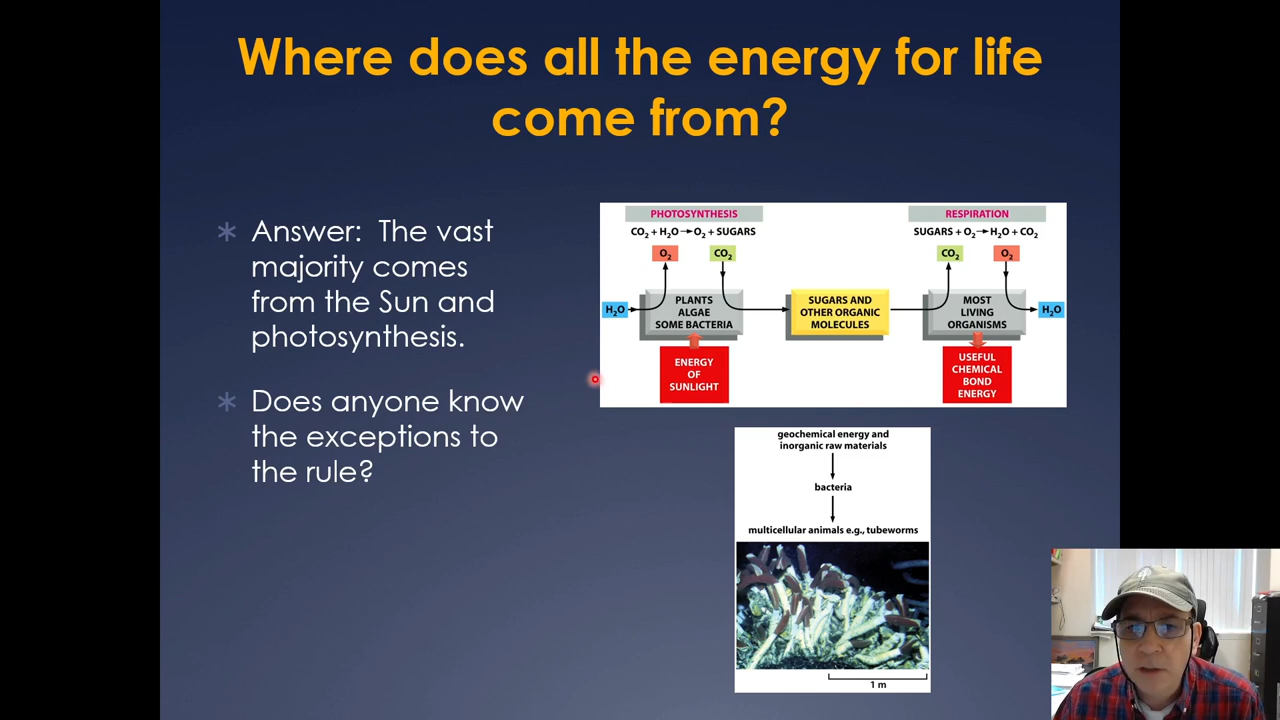 Where does all the energy for life
come from?
Answer: The vast
majority comes
from the Sun and
photosynthesis.
Does anyone know
the exceptions to
the rule?
PHOTOSYNTHESIS
CO₂ + H₂O → O₂ + SUGARS
O₂
CO₂
H₂O
PLANTS
ALGAE
SOME BACTERIA
ENERGY
OF
SUNLIGHT
SUGARS AND
OTHER ORGANIC
MOLECULES
RESPIRATION
SUGARS + O₂ → H₂O + CO₂
CO₂
O₂
MOST
LIVING
ORGANISMS
H₂O
USEFUL
CHEMICAL
BOND
ENERGY
geochemical energy and
inorganic raw materials
bacteria
multicellular animals e.g., tubeworms
1 m